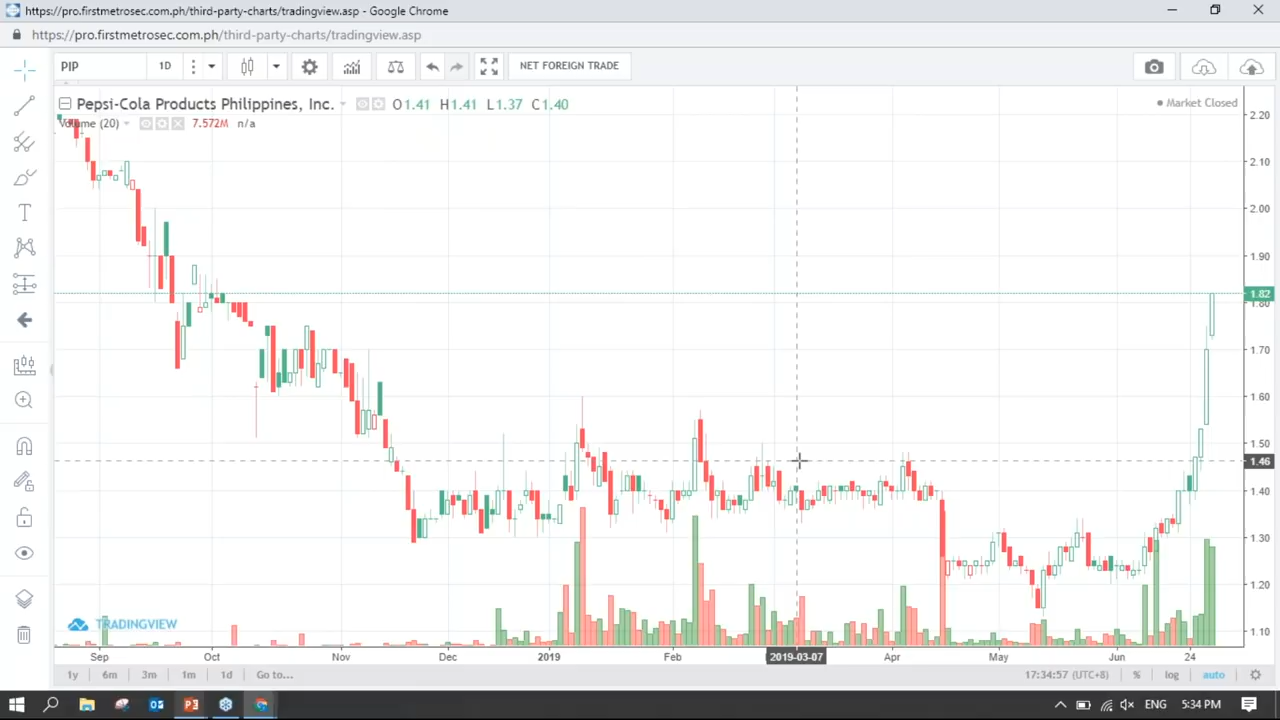 https://pro.firstmetrosec.com.ph/third-party-charts/tradingview.asp - Google Chrome
https://pro.firstmetrosec.com.ph/third-party-charts/tradingview.asp
PIP 1D NET FOREIGN TRADE
Pepsi-Cola Products Philippines, Inc. O1.41 H1.41 L1.37 C1.40 Market Closed
Volume (20) 7.572M n/a
2.20
2.10
2.00
1.90
1.82
1.80
1.70
1.60
1.50
1.46
1.40
1.30
1.20
1.10
TRADINGVIEW
Sep Oct Nov Dec 2019 Feb 2019-03-07 Apr May Jun 24
1y 6m 3m 1m 1d Go to... 17:34:57 (UTC+8) % log auto
ENG 5:34 PM